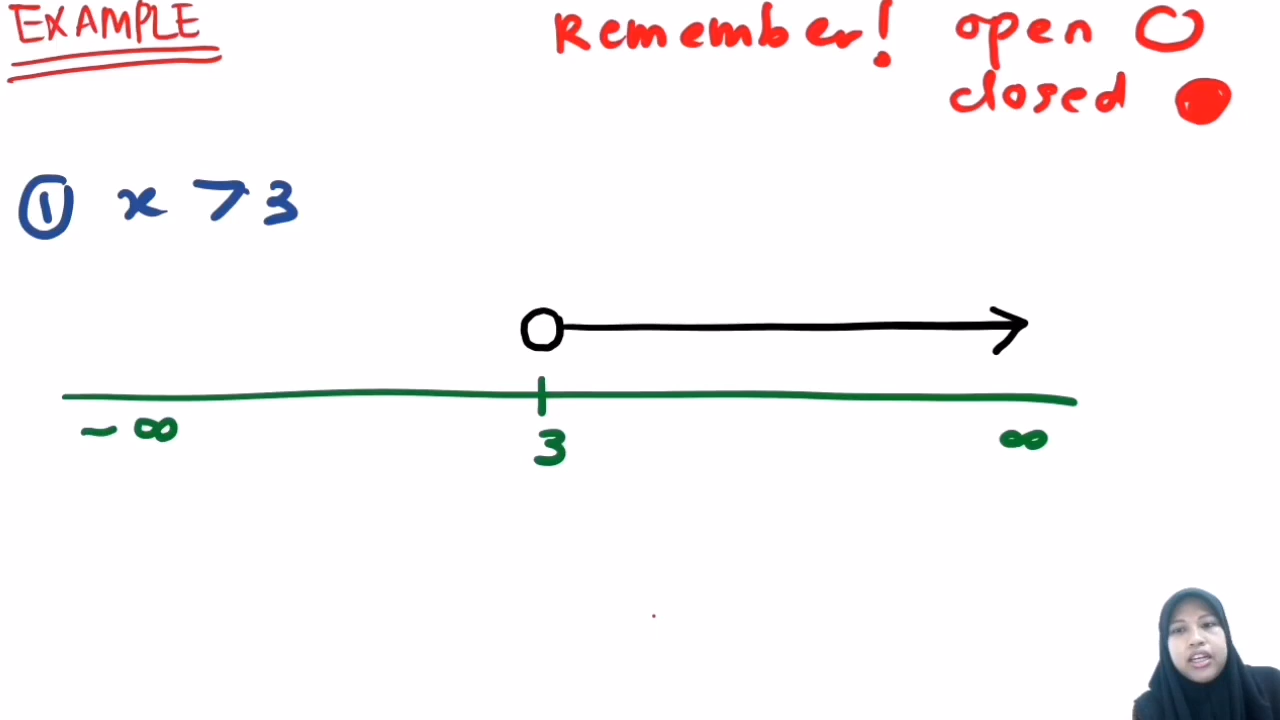 EXAMPLE
Remember! open
closed
① x > 3
3
- ∞ ∞